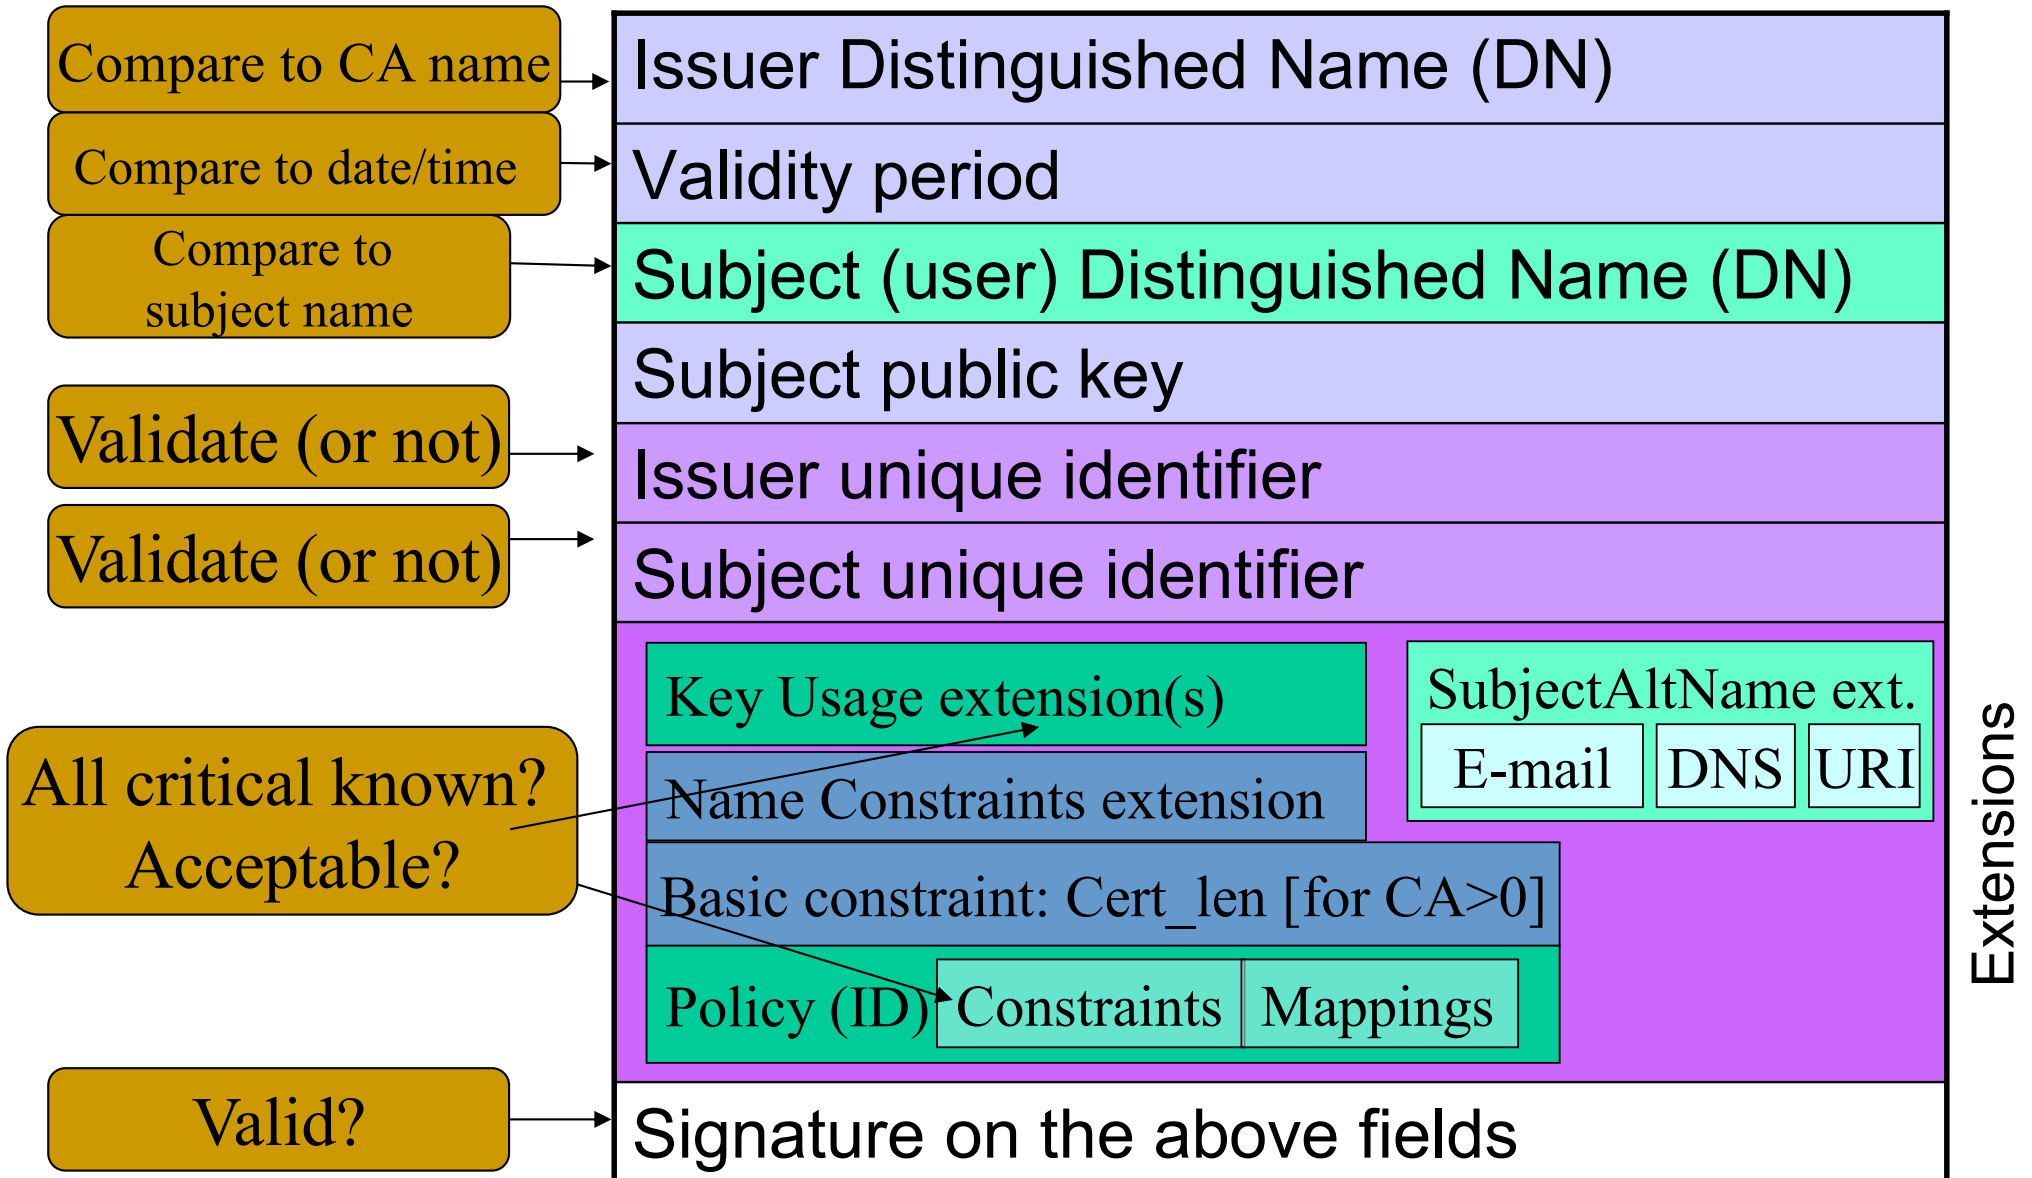 Compare to CA name
Issuer Distinguished Name (DN)
Compare to date/time
Validity period
Compare to
subject name
Subject (user) Distinguished Name (DN)
Subject public key
Validate (or not)
Issuer unique identifier
Validate (or not)
Subject unique identifier
All critical known?
Acceptable?
Key Usage extension(s)
SubjectAltName ext.
E-mail
DNS
URI
Name Constraints extension
Basic constraint: Cert_len [for CA>0]
Policy (ID)
Constraints
Mappings
Extensions
Valid?
Signature on the above fields